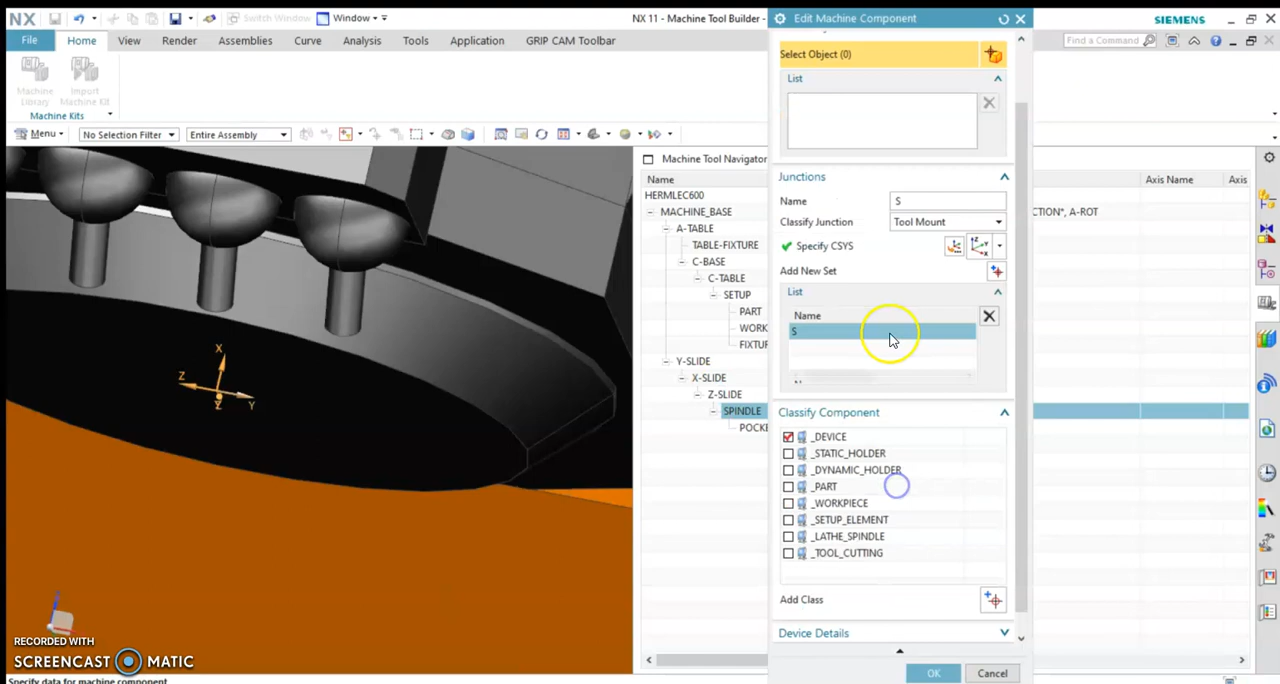 NX Switch Window Window NX 11 - Machine Tool Builder - SIEMENS
Edit Machine Component
File Home View Render Assemblies Curve Analysis Tools Application GRIP CAM Toolbar Find a Command
Machine Library
Import Machine Kit
Machine Kits
Menu No Selection Filter Entire Assembly
Select Object (0)
List
Junctions
Name S
Classify Junction Tool Mount
Specify CSYS
Add New Set
List
Name
S
Classify Component
_DEVICE
_STATIC_HOLDER
_DYNAMIC_HOLDER
_PART
_WORKPIECE
_SETUP_ELEMENT
_LATHE_SPINDLE
_TOOL_CUTTING
Add Class
Device Details
OK Cancel
Machine Tool Navigator
Name Axis Name Axis
HERMLEC600
MACHINE_BASE CTION*, A-ROT
A-TABLE
TABLE-FIXTURE
C-BASE
C-TABLE
SETUP
PART
WORK
FIXTU
Y-SLIDE
X-SLIDE
Z-SLIDE
SPINDLE
POCKE
X
Z
Y
Z
RECORDED WITH
SCREENCAST MATIC
Specify data for machine component